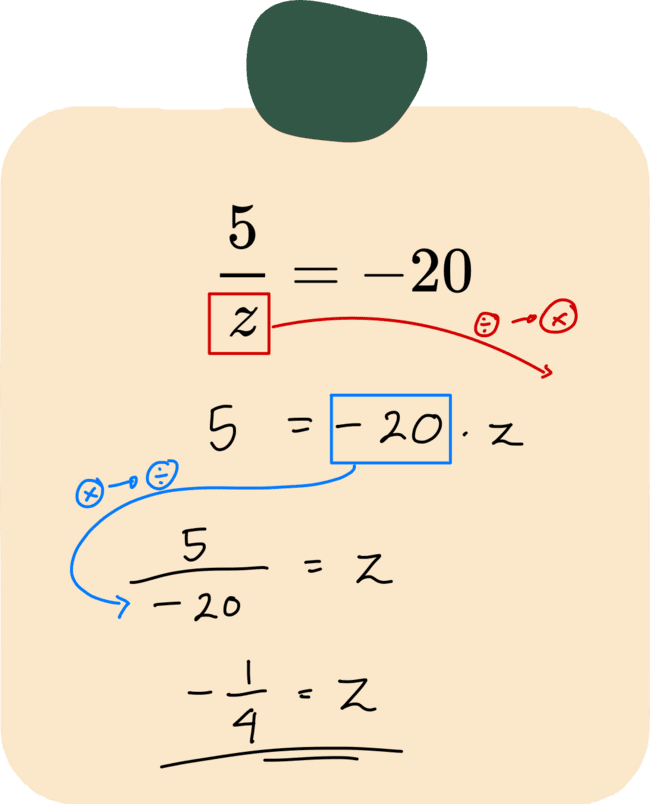 5/z = −20
÷ → ×
5 = −20 · z
× → ÷
5/−20 = z
−1/4 = z